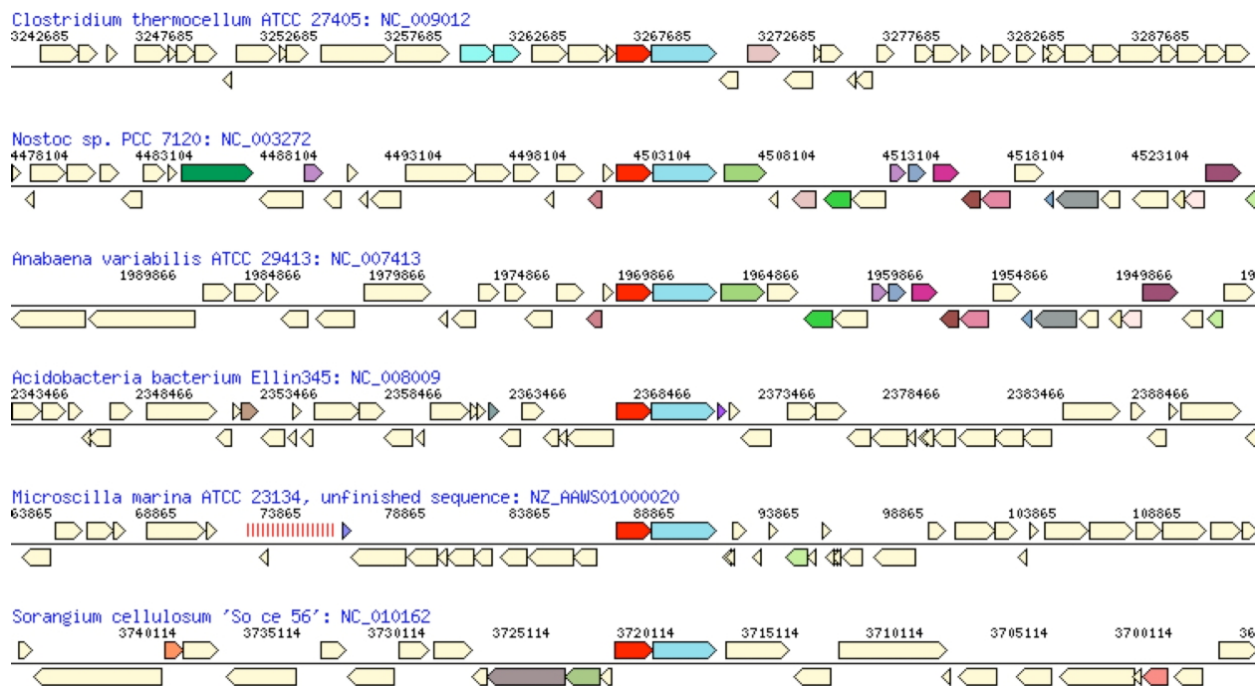 Clostridium thermocellum ATCC 27405: NC_009012
3242685 3247685 3252685 3257685 3262685 3267685 3272685 3277685 3282685 3287685
Nostoc sp. PCC 7120: NC_003272
4478104 4483104 4488104 4493104 4498104 4503104 4508104 4513104 4518104 4523104
Anabaena variabilis ATCC 29413: NC_007413
1989866 1984866 1979866 1974866 1969866 1964866 1959866 1954866 1949866 19
Acidobacteria bacterium Ellin345: NC_008009
2343466 2348466 2353466 2358466 2363466 2368466 2373466 2378466 2383466 2388466
Microscilla marina ATCC 23134, unfinished sequence: NZ_AAWS01000020
63865 68865 73865 78865 83865 88865 93865 98865 103865 108865
Sorangium cellulosum 'So ce 56': NC_010162
3740114 3735114 3730114 3725114 3720114 3715114 3710114 3705114 3700114 36